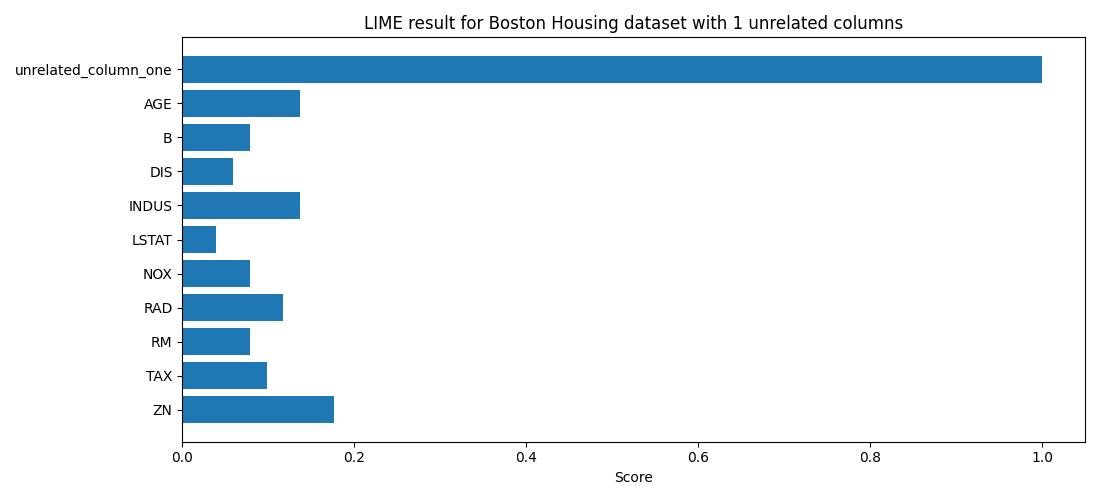 LIME result for Boston Housing dataset with 1 unrelated columns
unrelated_column_one
AGE
B
DIS
INDUS
LSTAT
NOX
RAD
RM
TAX
ZN
0.0 0.2 0.4 0.6 0.8 1.0
Score